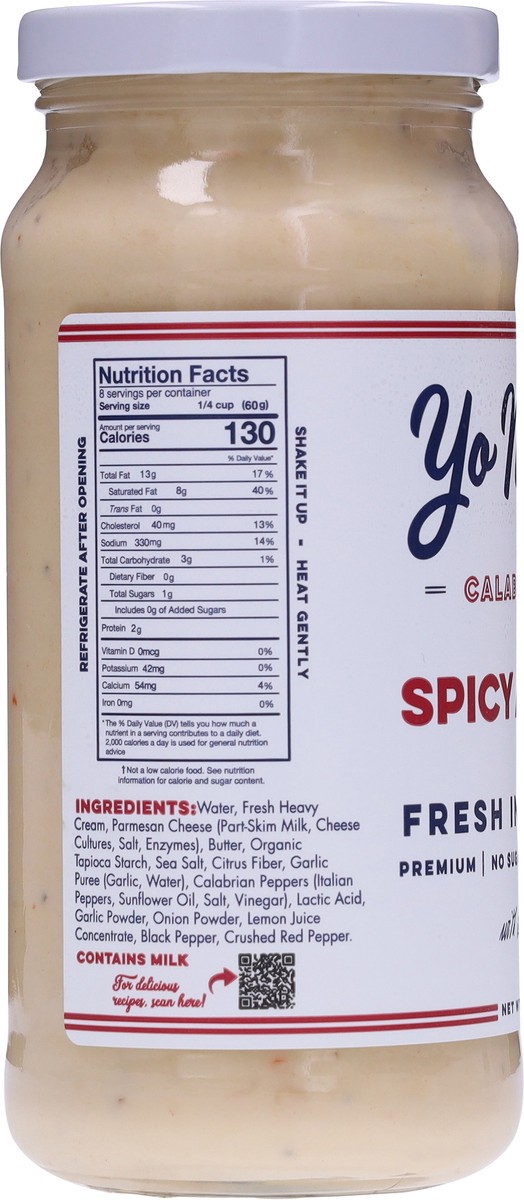 Nutrition Facts
8 servings per container
Serving size 1/4 cup (60g)
Amount per serving
Calories 130
% Daily Value*
Total Fat 13g 17%
Saturated Fat 8g 40%
Trans Fat 0g
Cholesterol 40mg 13%
Sodium 330mg 14%
Total Carbohydrate 3g 1%
Dietary Fiber 0g
Total Sugars 1g
Includes 0g of Added Sugars
Protein 2g
Vitamin D 0mcg 0%
Potassium 42mg 0%
Calcium 54mg 4%
Iron 0mg 0%
*The % Daily Value (DV) tells you how much a
nutrient in a serving contributes to a daily diet.
2,000 calories a day is used for general nutrition
advice
†Not a low calorie food. See nutrition
information for calorie and sugar content.
REFRIGERATE AFTER OPENING
SHAKE IT UP - HEAT GENTLY
INGREDIENTS: Water, Fresh Heavy
Cream, Parmesan Cheese (Part-Skim Milk, Cheese
Cultures, Salt, Enzymes), Butter, Organic
Tapioca Starch, Sea Salt, Citrus Fiber, Garlic
Puree (Garlic, Water), Calabrian Peppers (Italian
Peppers, Sunflower Oil, Salt, Vinegar), Lactic Acid,
Garlic Powder, Onion Powder, Lemon Juice
Concentrate, Black Pepper, Crushed Red Pepper.
CONTAINS MILK
For delicious
recipes, scan here!
Yo
= CALAB
SPICY
FRESH IN
PREMIUM | NO SUG
NET